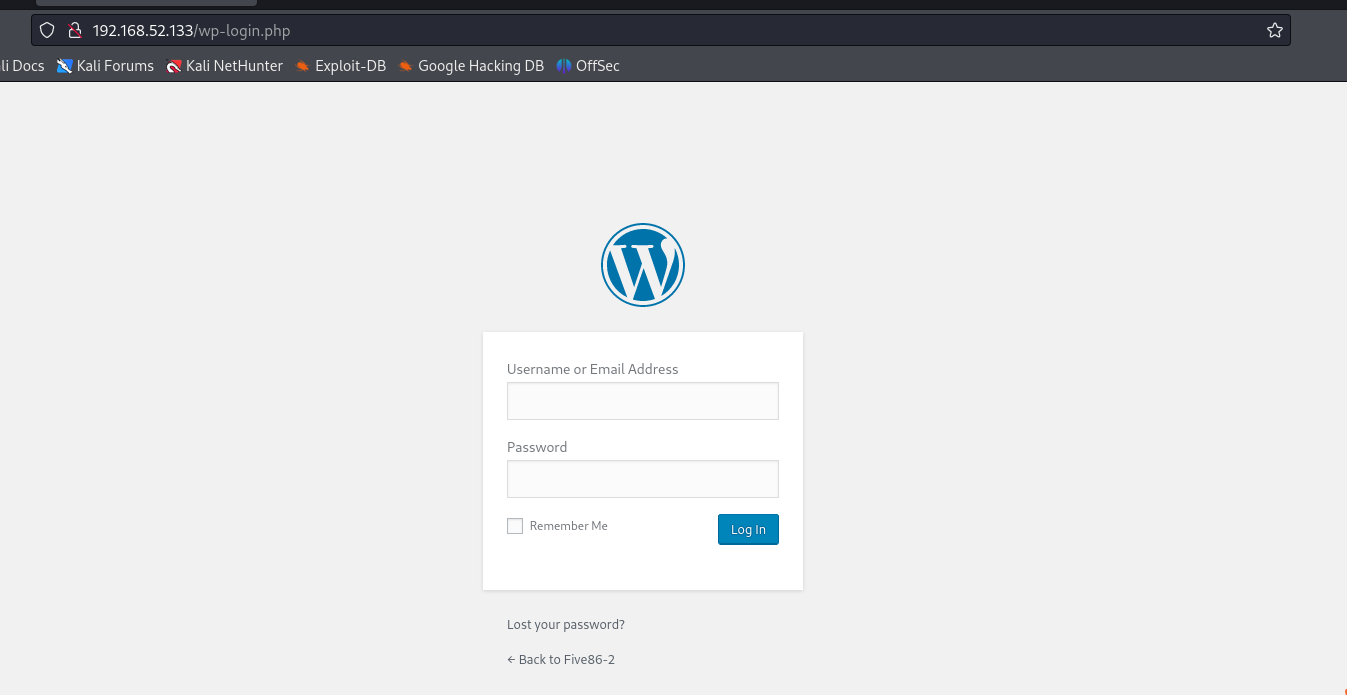 192.168.52.133/wp-login.php
li Docs Kali Forums Kali NetHunter Exploit-DB Google Hacking DB OffSec
Username or Email Address
Password
Remember Me Log In
Lost your password?
← Back to Five86-2